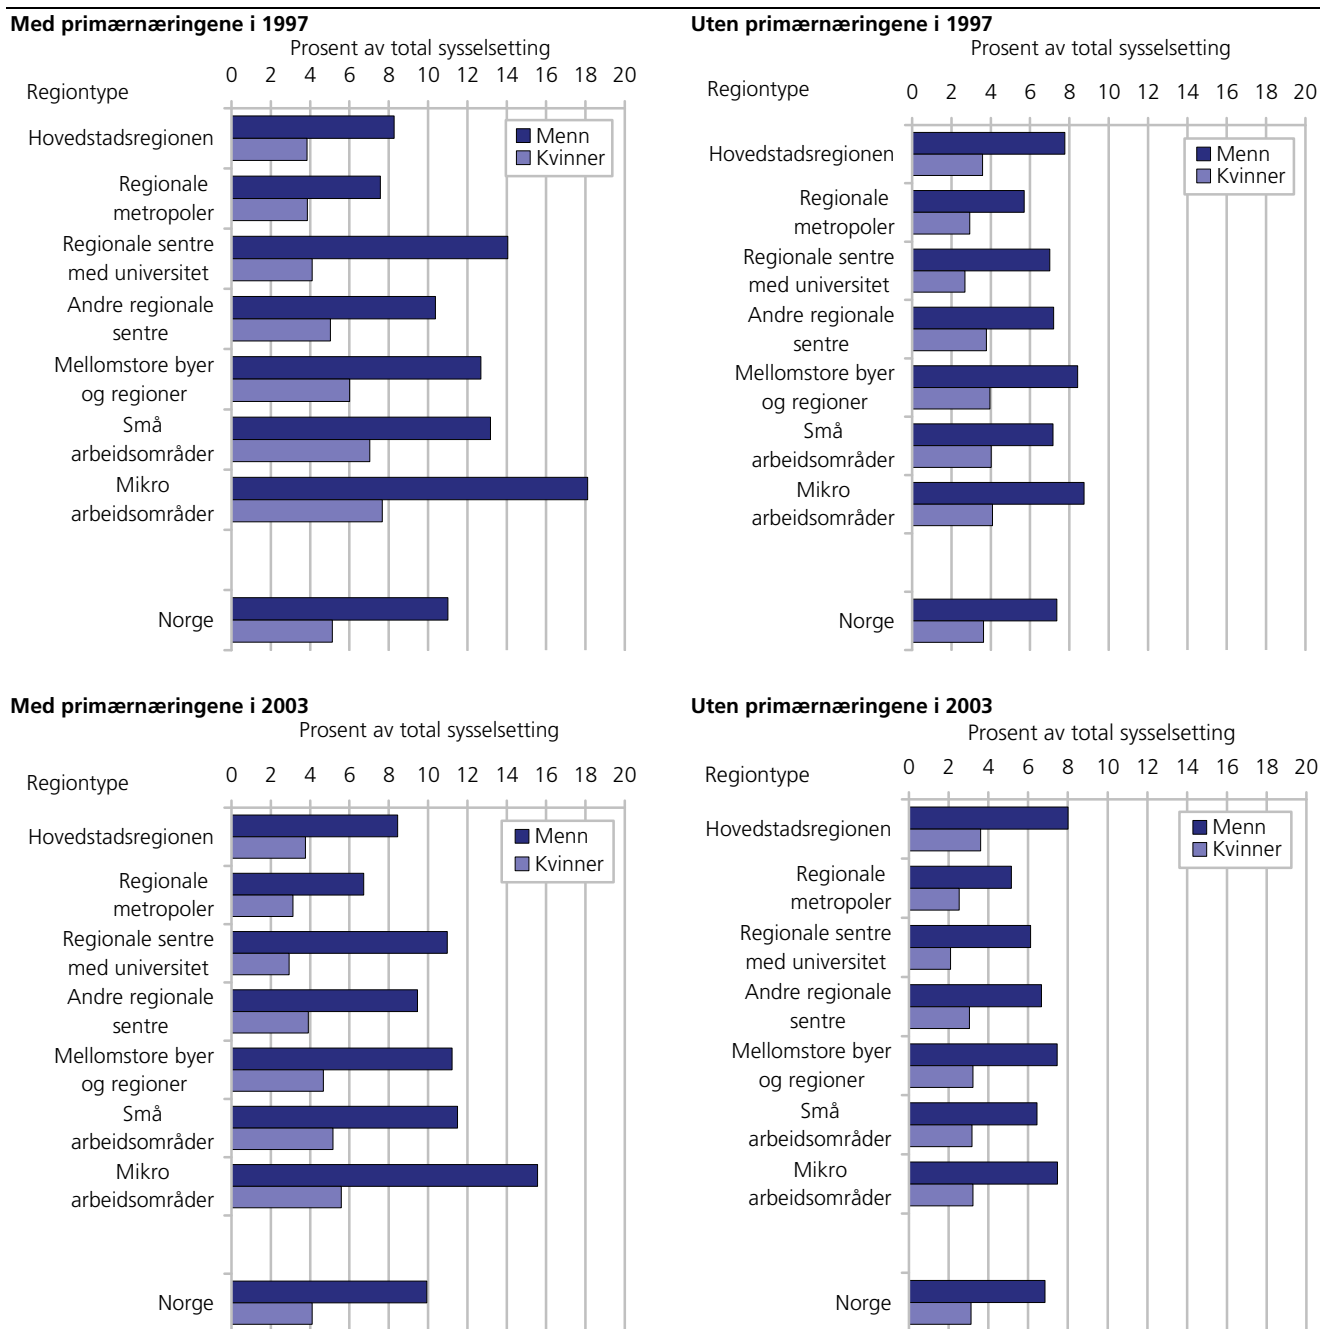 Med primærnæringene i 1997
Prosent av total sysselsetting
Regiontype
0 2 4 6 8 10 12 14 16 18 20
Menn
Kvinner
Hovedstadsregionen
Regionale
metropoler
Regionale sentre
med universitet
Andre regionale
sentre
Mellomstore byer
og regioner
Små
arbeidsområder
Mikro
arbeidsområder
Norge
Uten primærnæringene i 1997
Prosent av total sysselsetting
Regiontype
0 2 4 6 8 10 12 14 16 18 20
Menn
Kvinner
Hovedstadsregionen
Regionale
metropoler
Regionale sentre
med universitet
Andre regionale
sentre
Mellomstore byer
og regioner
Små
arbeidsområder
Mikro
arbeidsområder
Norge
Med primærnæringene i 2003
Prosent av total sysselsetting
Regiontype
0 2 4 6 8 10 12 14 16 18 20
Menn
Kvinner
Hovedstadsregionen
Regionale
metropoler
Regionale sentre
med universitet
Andre regionale
sentre
Mellomstore byer
og regioner
Små
arbeidsområder
Mikro
arbeidsområder
Norge
Uten primærnæringene i 2003
Prosent av total sysselsetting
Regiontype
0 2 4 6 8 10 12 14 16 18 20
Menn
Kvinner
Hovedstadsregionen
Regionale
metropoler
Regionale sentre
med universitet
Andre regionale
sentre
Mellomstore byer
og regioner
Små
arbeidsområder
Mikro
arbeidsområder
Norge